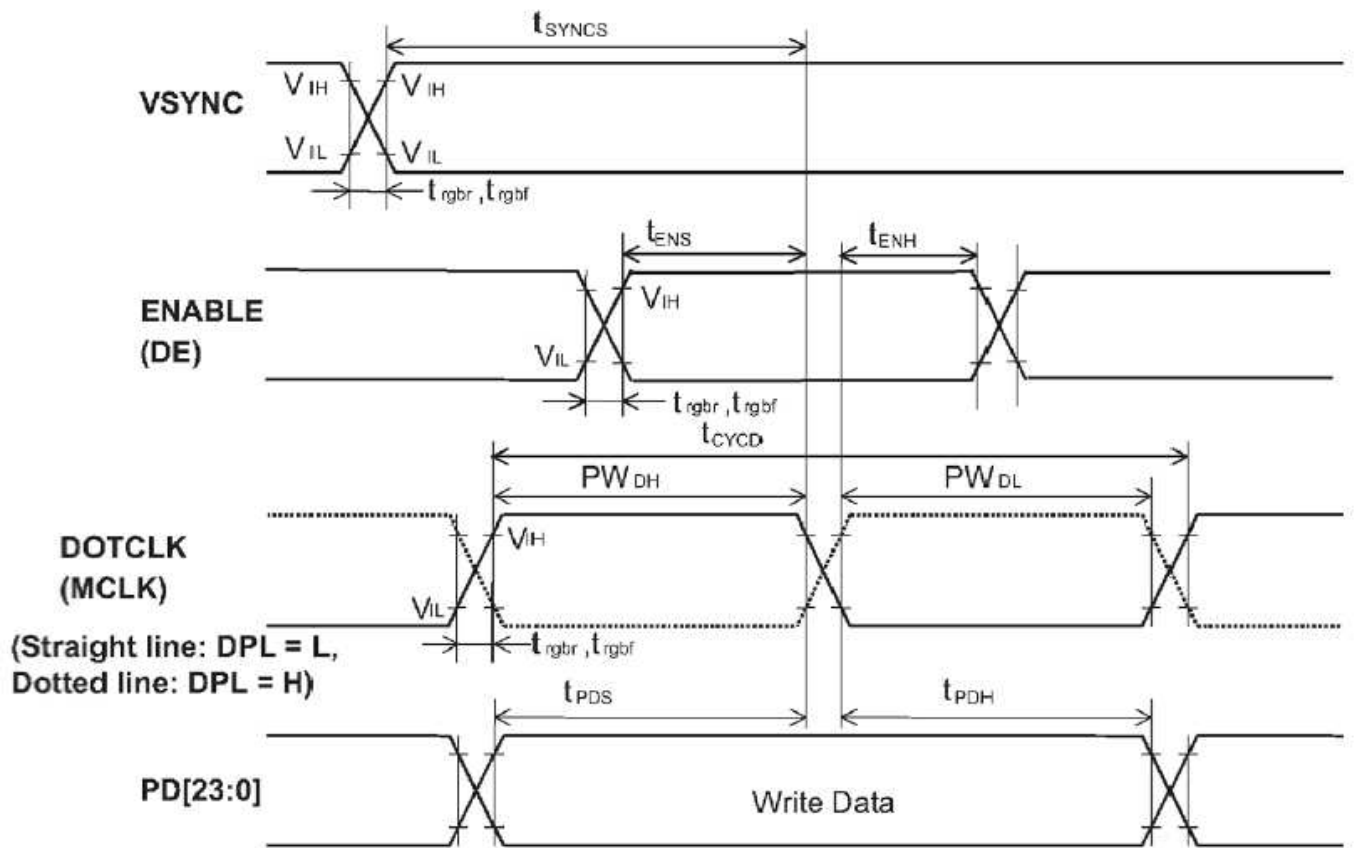 tSYNCS
VSYNC
VIH VIH
VIL VIL
trgbr ,trgbf
tENS tENH
ENABLE
(DE)
VIH
VIL
trgbr ,trgbf
tCYCD
PWDH PWDL
DOTCLK
(MCLK)
VIH
VIL
(Straight line: DPL = L,
Dotted line: DPL = H)
trgbr ,trgbf
tPDS tPDH
PD[23:0]
Write Data